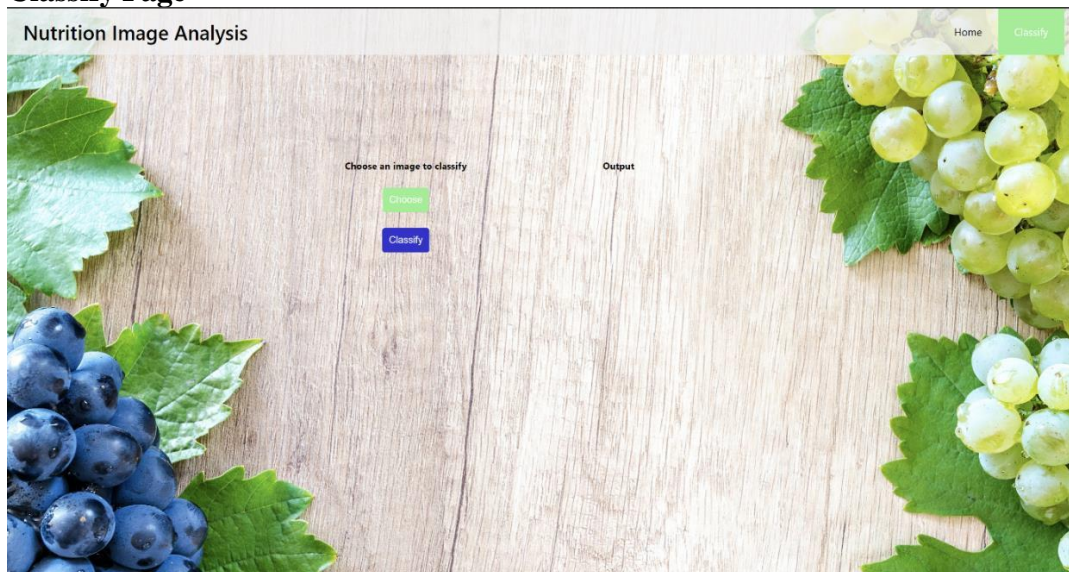 Classify Page
Nutrition Image Analysis
Home
Classify
Choose an image to classify
Output
Choose
Classify